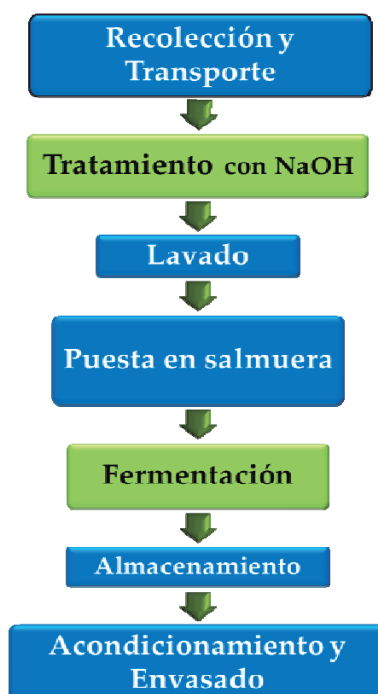 Recolección y
Transporte
Tratamiento con NaOH
Lavado
Puesta en salmuera
Fermentación
Almacenamiento
Acondicionamiento y
Envasado